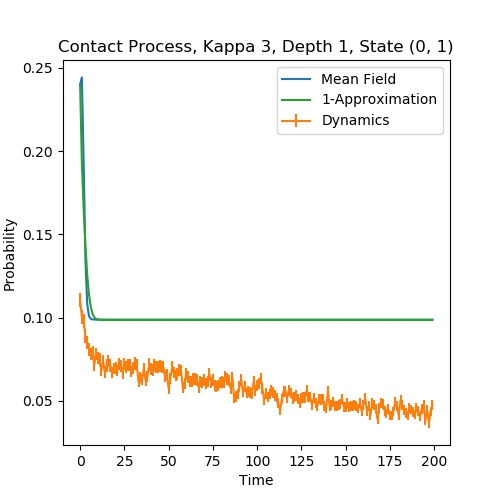 Contact Process, Kappa 3, Depth 1, State (0, 1)
Mean Field
1-Approximation
Dynamics
Probability
0.25
0.20
0.15
0.10
0.05
0 25 50 75 100 125 150 175 200
Time